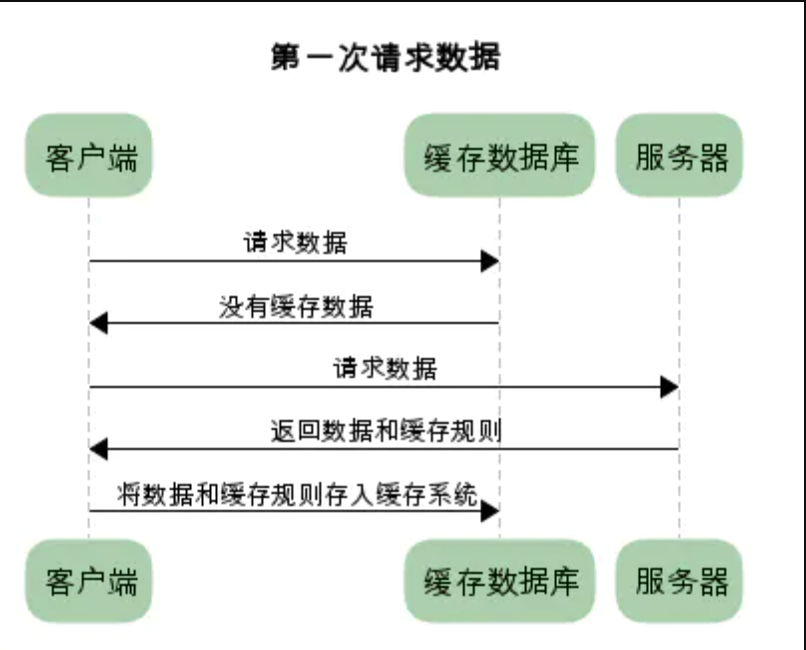 第一次请求数据
客户端
缓存数据库
服务器
请求数据
没有缓存数据
请求数据
返回数据和缓存规则
将数据和缓存规则存入缓存系统
客户端
缓存数据库
服务器